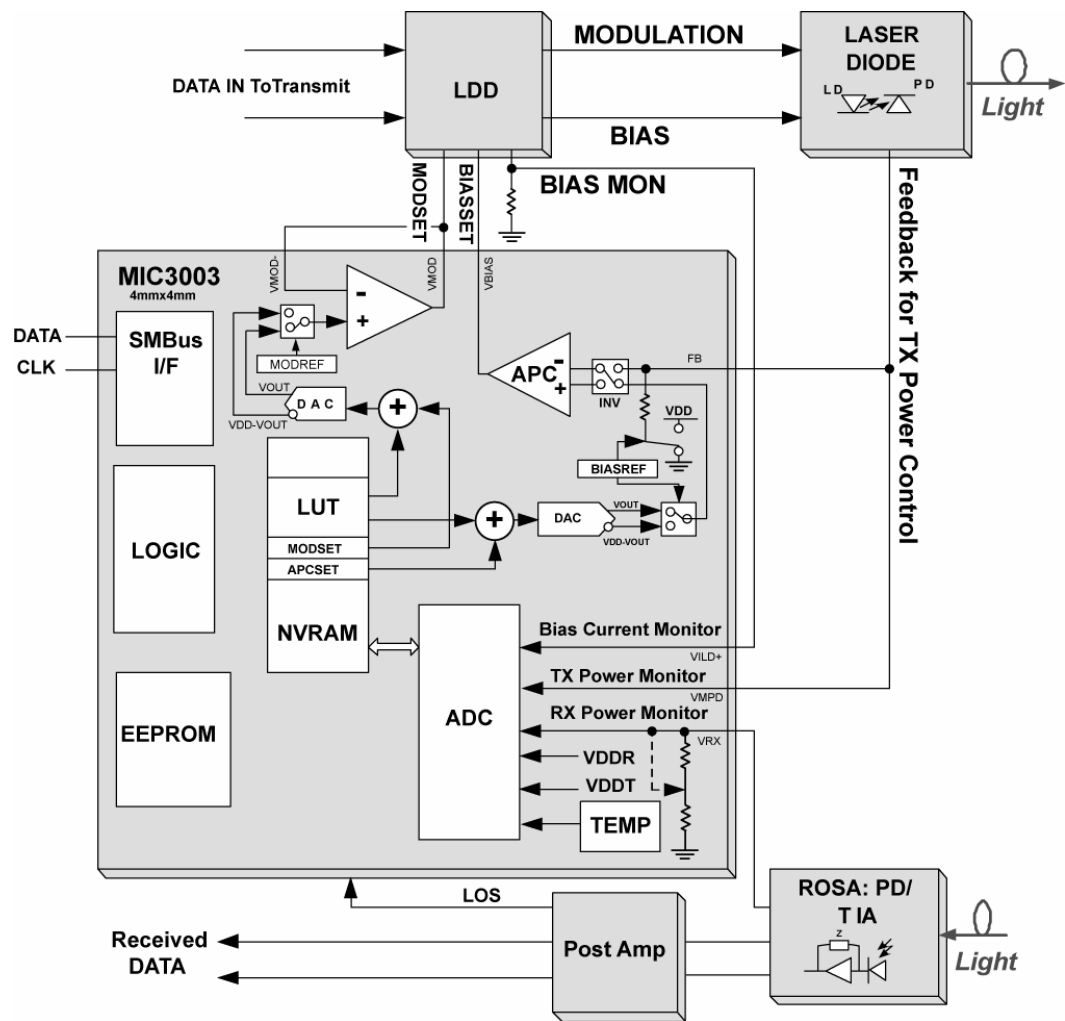 MODULATION
LASER
DIODE
LD
PD
Light
DATA IN ToTransmit
LDD
BIAS
MODSET
BIASSET
BIAS MON
Feedback for TX Power Control
MIC3003
4mmx4mm
VMOD-
VMOD
VBIAS
-
+
DATA
CLK
SMBus
I/F
MODREF
VOUT
DAC
VDD-VOUT
+
APC
-
+
INV
FB
VDD
BIASREF
LUT
MODSET
APCSET
NVRAM
+
DAC
VOUT
VDD-VOUT
LOGIC
EEPROM
ADC
Bias Current Monitor
VILD+
TX Power Monitor
VMPD
RX Power Monitor
VRX
VDDR
VDDT
TEMP
LOS
Received
DATA
Post Amp
ROSA: PD/
TIA
Z
Light